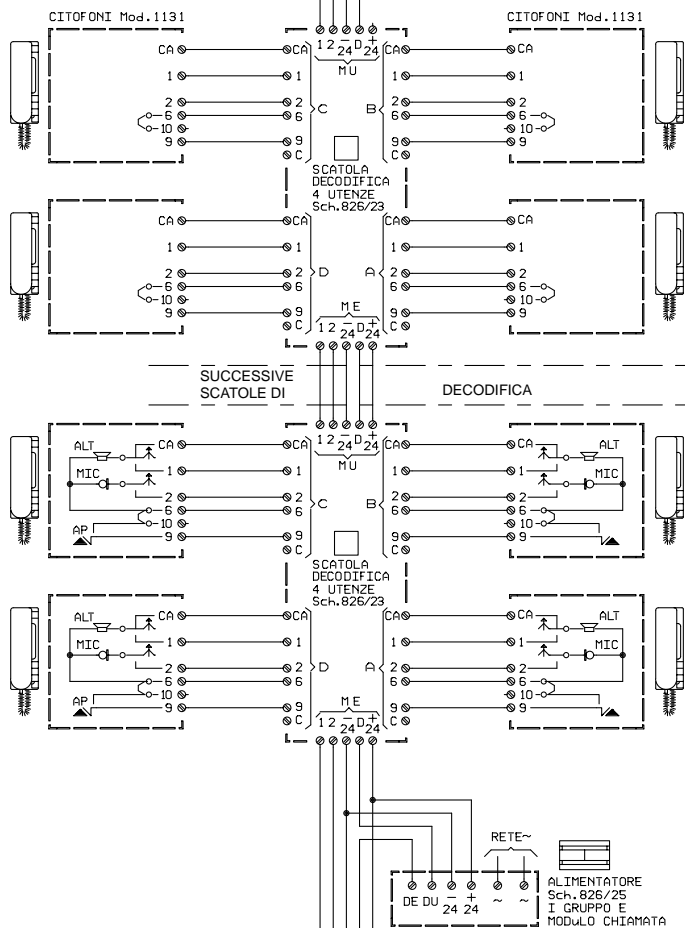 CITOFONI Mod.1131
CITOFONI Mod.1131
CA
CA 1 2 -24 D +24 CA
CA
MU
1
1
1
1
2
2
C
B
2
2
6
6
6
6
10
10
9
9
9
9
C
C
SCATOLA
DECODIFICA
4 UTENZE
Sch.826/23
CA
CA
CA
CA
1
1
1
1
2
2
D
A
2
2
6
6
6
6
10
10
ME
9
9
9
9
C
1 2 -24 D +24
C
SUCCESSIVE
SCATOLE DI
DECODIFICA
ALT
CA
CA
1 2 -24 D +24
CA
CA
ALT
MU
MIC
1
1
1
1
MIC
2
2
C
B
2
2
6
6
6
6
10
10
AP
9
9
9
9
C
C
SCATOLA
DECODIFICA
4 UTENZE
Sch.826/23
ALT
CA
CA
CA
CA
ALT
MIC
1
1
1
1
MIC
2
2
D
A
2
2
6
6
6
6
10
10
AP
ME
9
9
9
9
C
1 2 -24 D +24
C
RETE~
DE DU -24 +24 ~ ~
ALIMENTATORE
Sch.826/25
I GRUPPO E
MODuLO CHIAMATA